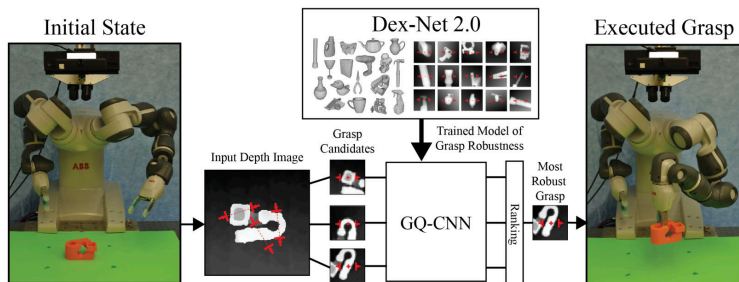 Initial State
Dex-Net 2.0
Executed Grasp
Trained Model of
Grasp Robustness
Grasp
Candidates
Input Depth Image
Most
Robust
Grasp
GQ-CNN
Ranking
ABB